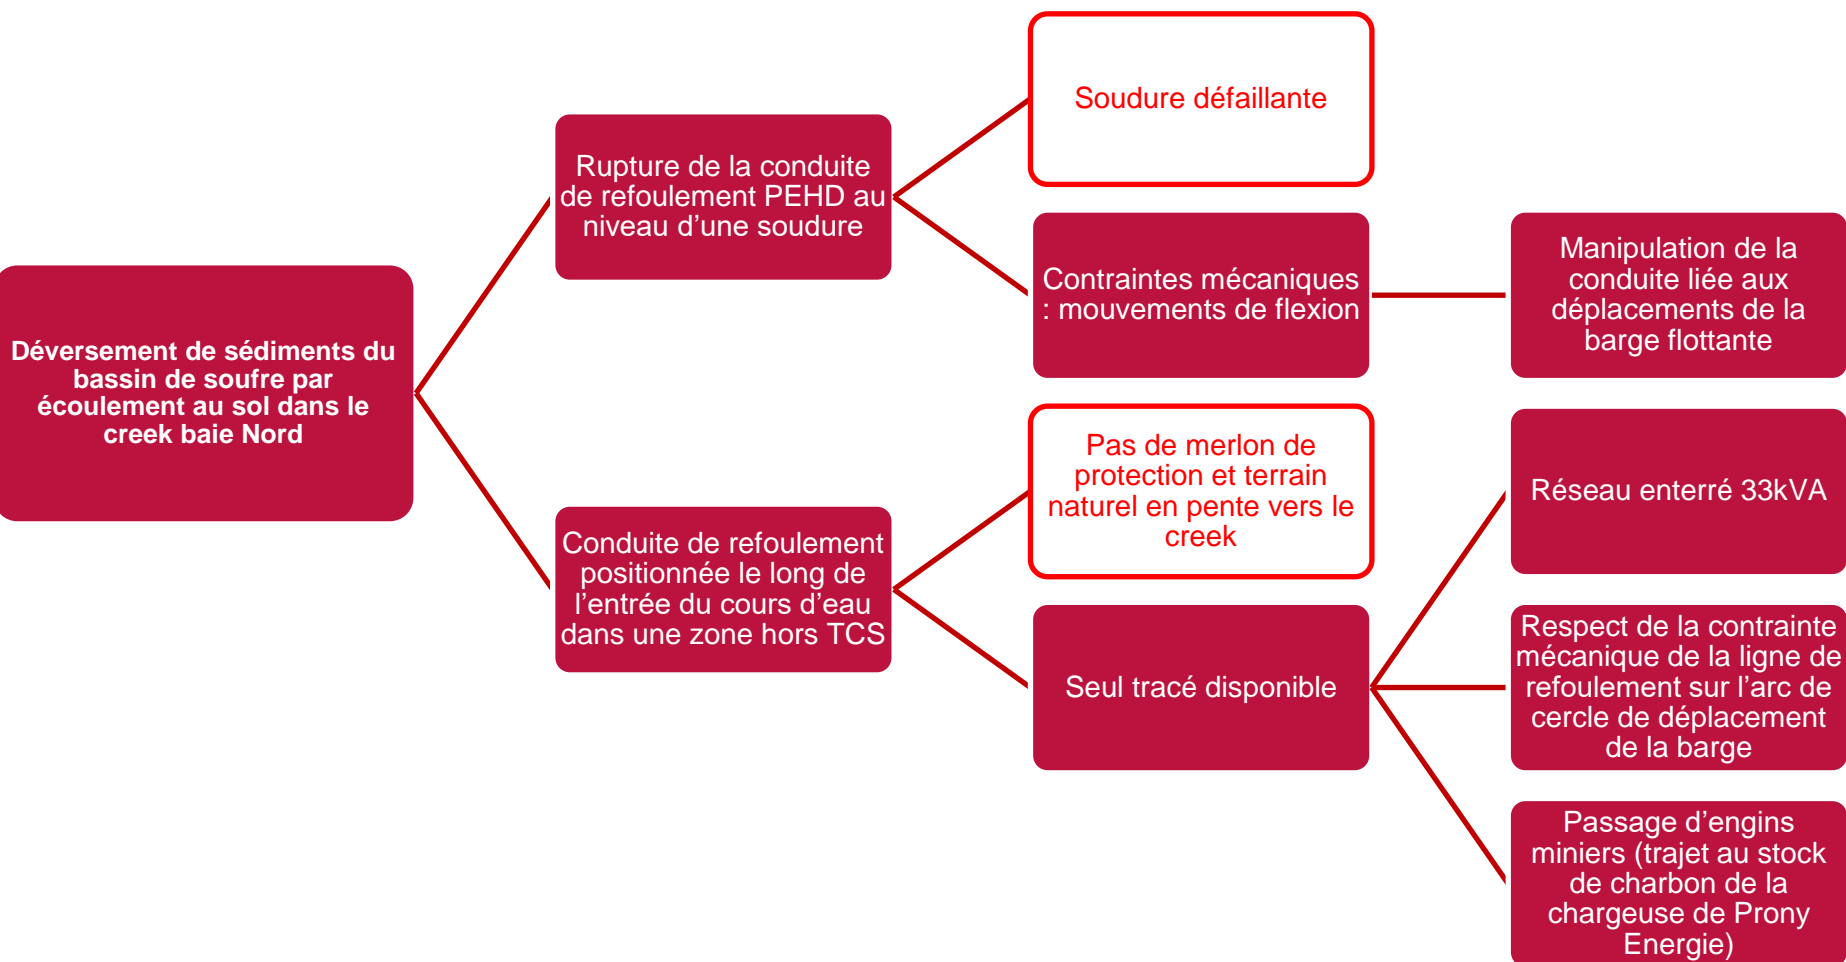 Déversement de sédiments du
bassin de soufre par
écoulement au sol dans le
creek baie Nord
Rupture de la conduite
de refoulement PEHD au
niveau d’une soudure
Soudure défaillante
Contraintes mécaniques
: mouvements de flexion
Manipulation de la
conduite liée aux
déplacements de la
barge flottante
Conduite de refoulement
positionnée le long de
l’entrée du cours d’eau
dans une zone hors TCS
Pas de merlon de
protection et terrain
naturel en pente vers le
creek
Seul tracé disponible
Réseau enterré 33kVA
Respect de la contrainte
mécanique de la ligne de
refoulement sur l’arc de
cercle de déplacement
de la barge
Passage d’engins
miniers (trajet au stock
de charbon de la
chargeuse de Prony
Energie)